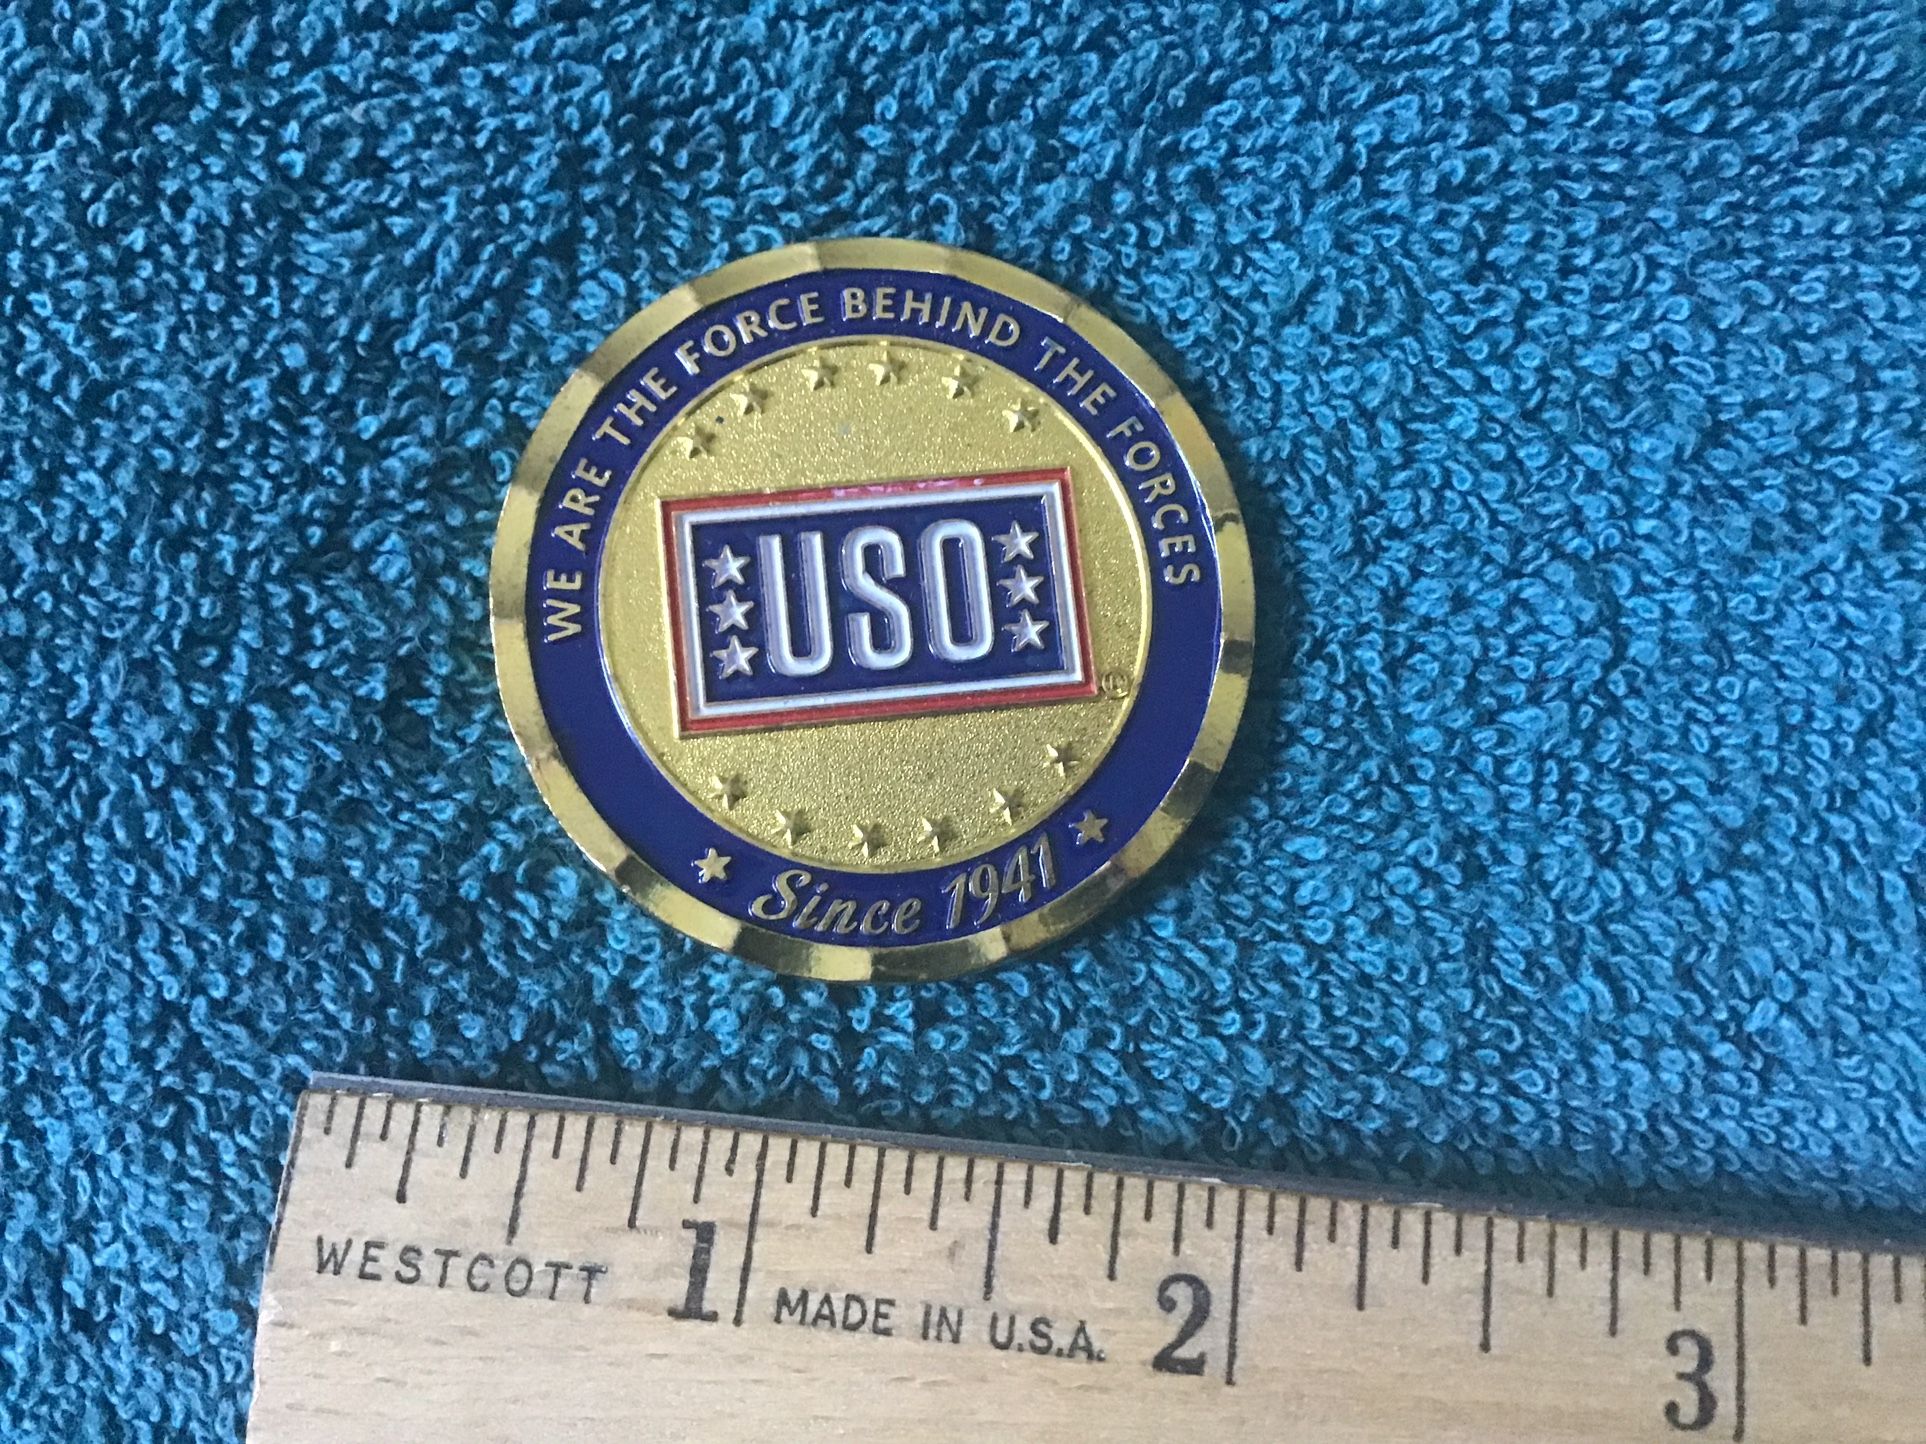 WE ARE THE FORCE BEHIND THE FORCES
USO
®
Since 1941
WESTCOTT
1
MADE IN U.S.A.
2
3